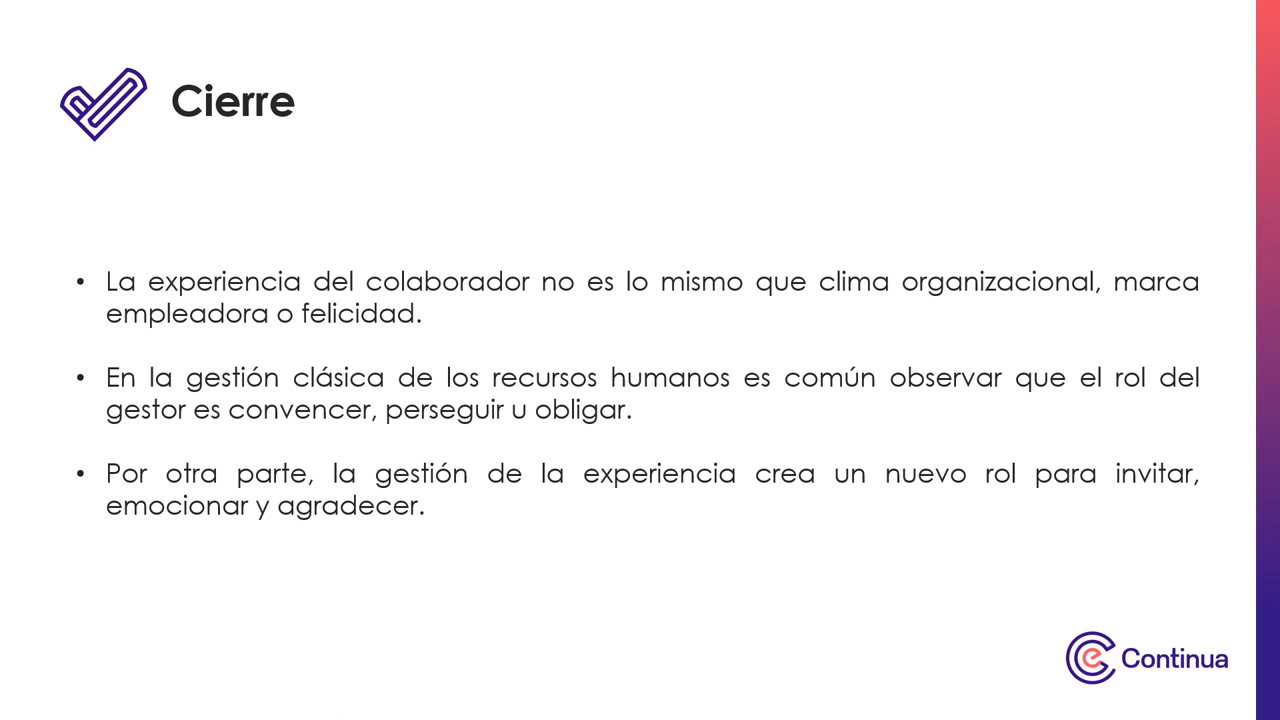 Cierre
• La experiencia del colaborador no es lo mismo que clima organizacional, marca
empleadora o felicidad.
• En la gestión clásica de los recursos humanos es común observar que el rol del
gestor es convencer, perseguir u obligar.
• Por otra parte, la gestión de la experiencia crea un nuevo rol para invitar,
emocionar y agradecer.
Continua